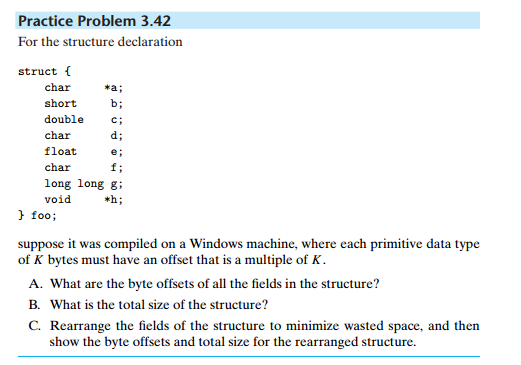 Practice Problem 3.42
For the structure declaration
struct {
char *a;
short b;
double c;
char d;
float e;
char f;
long long g;
void *h;
} foo;
suppose it was compiled on a Windows machine, where each primitive data type
of K bytes must have an offset that is a multiple of K.
A. What are the byte offsets of all the fields in the structure?
B. What is the total size of the structure?
C. Rearrange the fields of the structure to minimize wasted space, and then
show the byte offsets and total size for the rearranged structure.